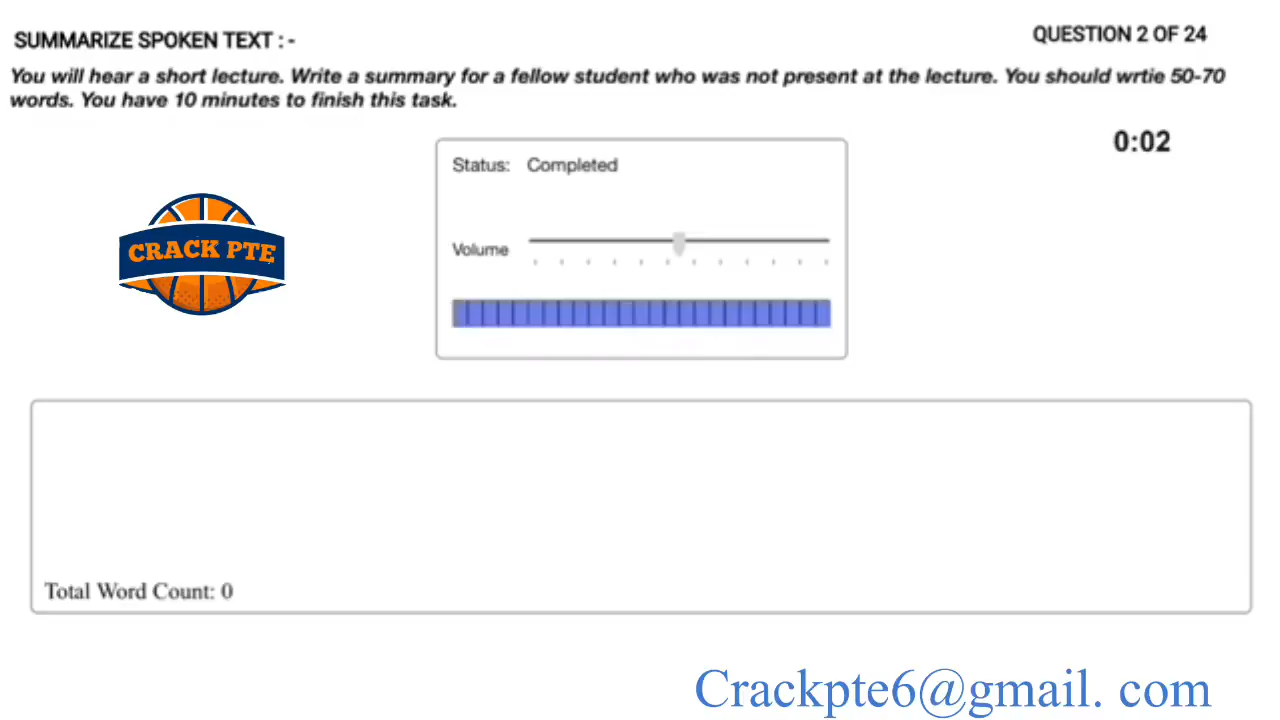 SUMMARIZE SPOKEN TEXT : -
QUESTION 2 OF 24
You will hear a short lecture. Write a summary for a fellow student who was not present at the lecture. You should wrtie 50-70
words. You have 10 minutes to finish this task.
0:02
Status: Completed
CRACK PTE
Volume
Total Word Count: 0
Crackpte6@gmail. com